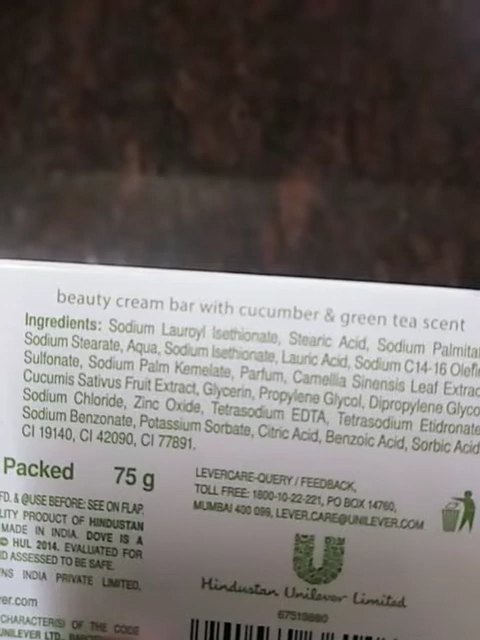 beauty cream bar with cucumber & green tea scent
Ingredients: Sodium Lauroyl Isethionate, Stearic Acid, Sodium Palmitat
Sodium Stearate, Aqua, Sodium Isethionate, Lauric Acid, Sodium C14-16 Olefi
Sulfonate, Sodium Palm Kernelate, Parfum, Camellia Sinensis Leaf Extrac
Cucumis Sativus Fruit Extract, Glycerin, Propylene Glycol, Dipropylene Glyco
Sodium Chloride, Zinc Oxide, Tetrasodium EDTA, Tetrasodium Etidronate
Sodium Benzonate, Potassium Sorbate, Citric Acid, Benzoic Acid, Sorbic Acid
CI 19140, CI 42090, CI 77891.
Packed 75 g
FD. & @USE BEFORE: SEE ON FLAP.
LITY PRODUCT OF HINDUSTAN
MADE IN INDIA. DOVE IS A
HUL 2014. EVALUATED FOR
D ASSESSED TO BE SAFE.
NS INDIA PRIVATE LIMITED,
er.com
CHARACTER(S) OF THE CODE
UNILEVER LTD.,
LEVERCARE-QUERY / FEEDBACK,
TOLL FREE: 1800-10-22-221, PO BOX 14760,
MUMBAI 400 099, LEVER.CARE@UNILEVER.COM
Hindustan Unilever Limited